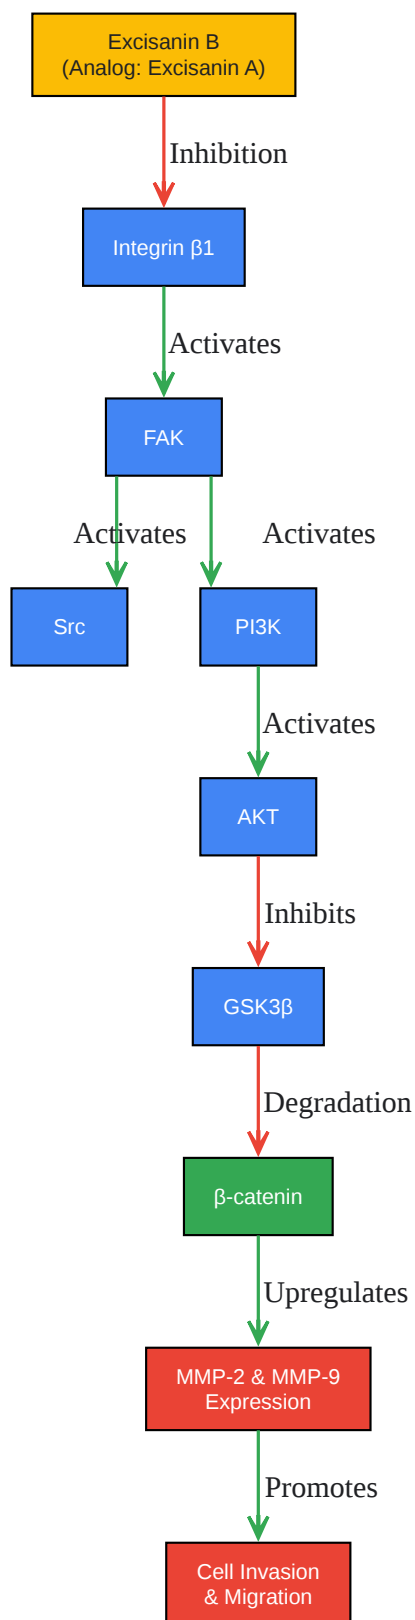 Excisanin B
(Analog: Excisanin A)
Inhibition
Integrin β1
Activates
FAK
Activates
Activates
Src
PI3K
Activates
AKT
Inhibits
GSK3β
Degradation
β-catenin
Upregulates
MMP-2 & MMP-9
Expression
Promotes
Cell Invasion
& Migration